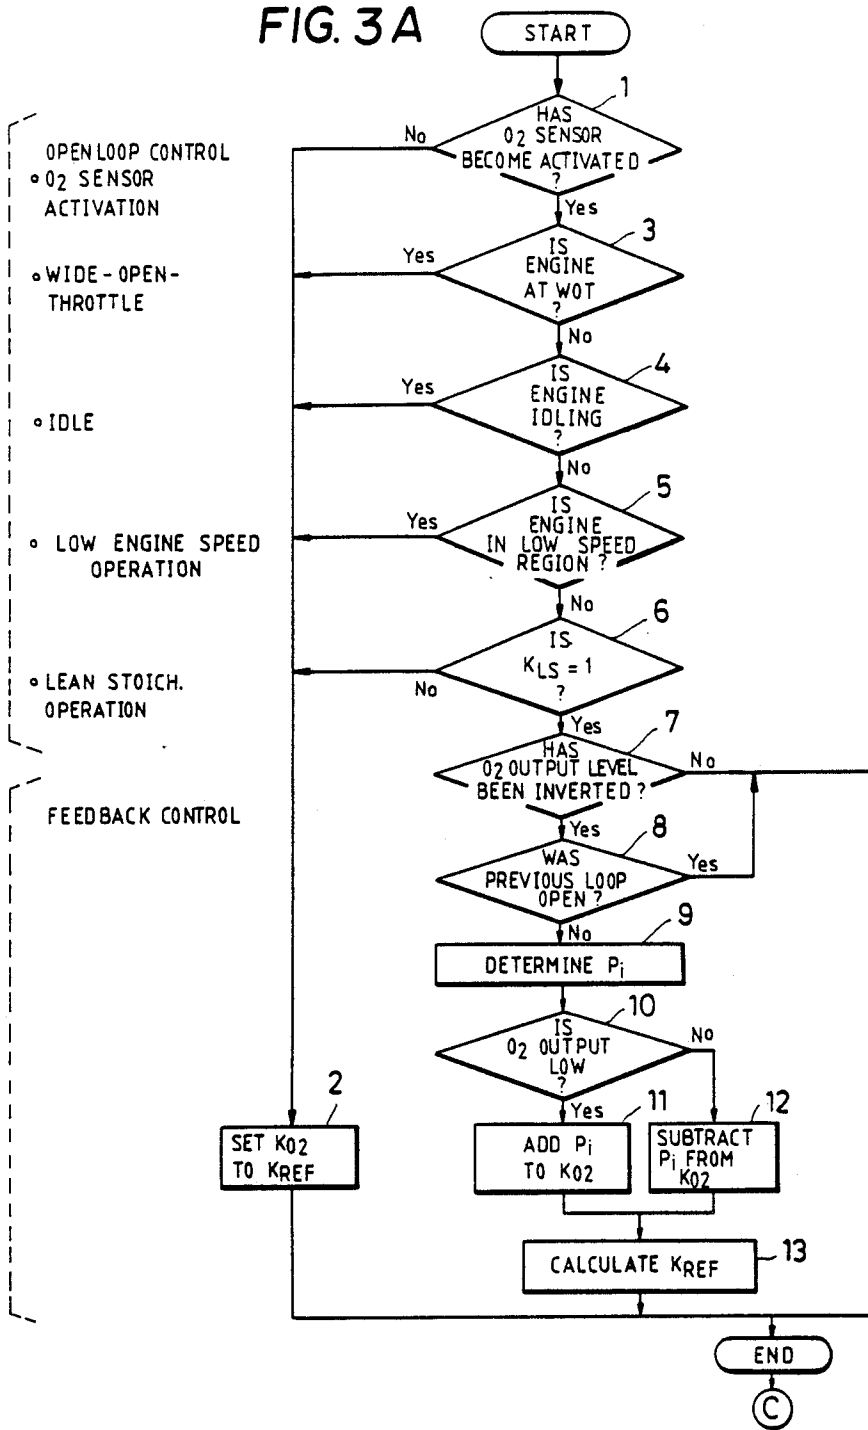 FIG. 3A
START
1
HAS
O2 SENSOR
BECOME ACTIVATED
?
No
Yes
OPEN LOOP CONTROL
O2 SENSOR
ACTIVATION
3
IS
ENGINE
AT WOT
?
Yes
No
WIDE-OPEN-
THROTTLE
4
IS
ENGINE
IDLING
?
Yes
No
IDLE
5
IS
ENGINE
IN LOW SPEED
REGION ?
Yes
No
LOW ENGINE SPEED
OPERATION
6
IS
KLS = 1
?
No
Yes
LEAN STOICH.
OPERATION
7
HAS
O2 OUTPUT LEVEL
BEEN INVERTED ?
No
Yes
FEEDBACK CONTROL
8
WAS
PREVIOUS LOOP
OPEN ?
Yes
No
9
DETERMINE Pi
10
IS
O2 OUTPUT
LOW
?
No
Yes
2
SET KO2
TO KREF
11
ADD Pi
TO KO2
12
SUBTRACT
Pi FROM
KO2
13
CALCULATE KREF
END
C